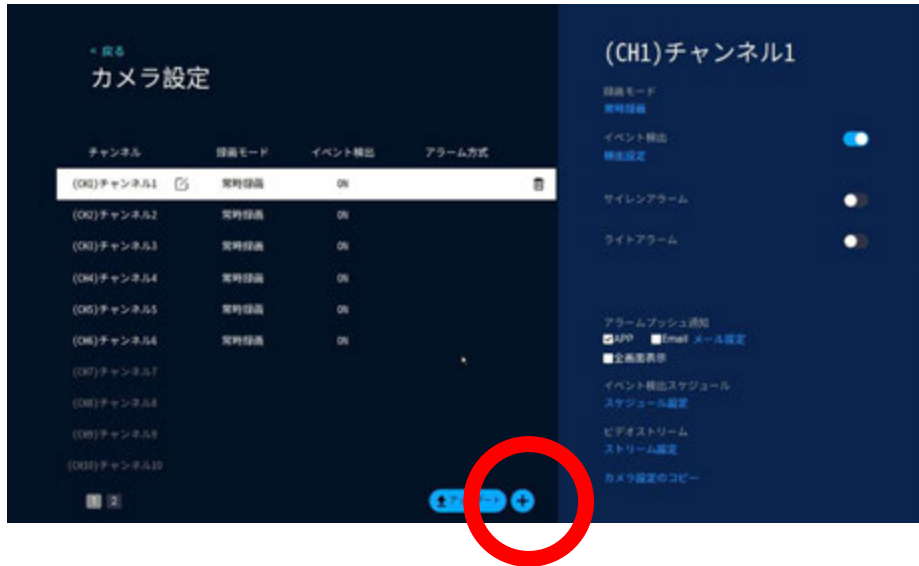 < 戻る
カメラ設定
チャンネル 録画モード イベント検出 アラーム方式
(CH1)チャンネル1 常時録画 ON
(CH2)チャンネル2 常時録画 ON
(CH3)チャンネル3 常時録画 ON
(CH4)チャンネル4 常時録画 ON
(CH5)チャンネル5 常時録画 ON
(CH6)チャンネル6 常時録画 ON
(CH7)チャンネル7
(CH8)チャンネル8
(CH9)チャンネル9
(CH10)チャンネル10
1 2
(CH1)チャンネル1
録画モード
常時録画
イベント検出
検出設定
サイレンアラーム
ライトアラーム
アラームプッシュ通知
APP Email メール設定
全画面表示
イベント検出スケジュール
スケジュール設定
ビデオストリーム
ストリーム設定
カメラ設定のコピー